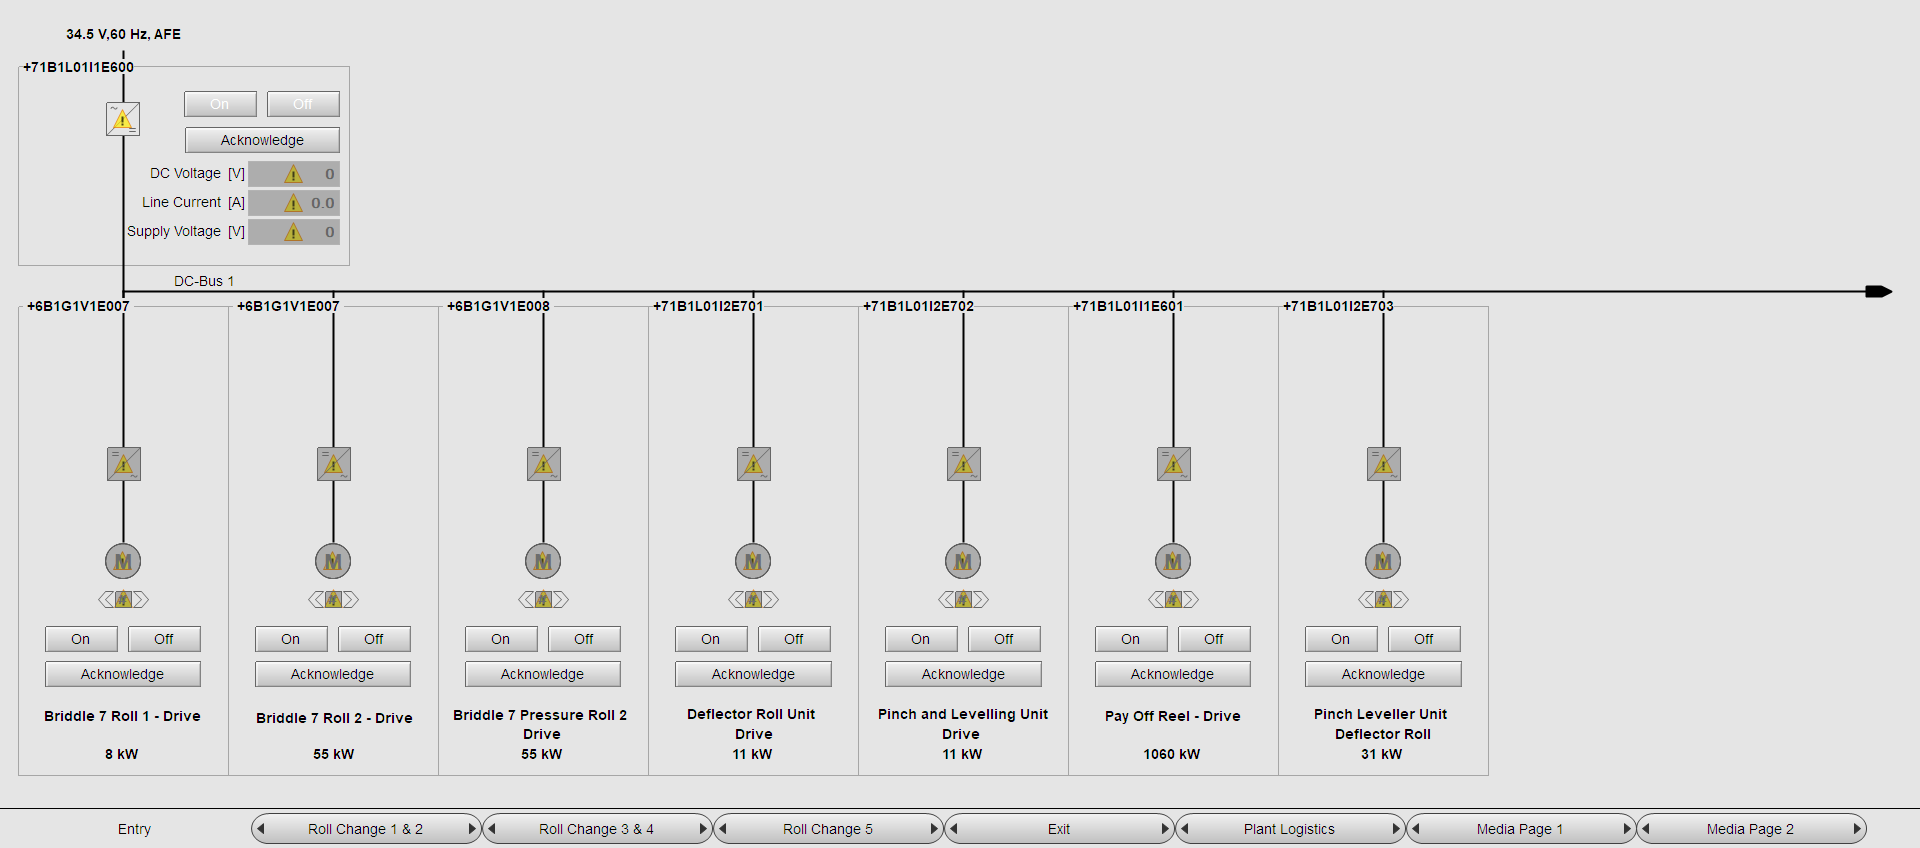 34.5 V,60 Hz, AFE
+71B1L01I1E600
On Off
Acknowledge
DC Voltage [V] 0
Line Current [A] 0.0
Supply Voltage [V] 0
DC-Bus 1
+6B1G1V1E007 +6B1G1V1E007 +6B1G1V1E008 +71B1L01I2E701 +71B1L01I2E702 +71B1L01I1E601 +71B1L01I2E703
M M M M M M M
On Off On Off On Off On Off On Off On Off On Off
Acknowledge Acknowledge Acknowledge Acknowledge Acknowledge Acknowledge Acknowledge
Briddle 7 Roll 1 - Drive
8 kW
Briddle 7 Roll 2 - Drive
55 kW
Briddle 7 Pressure Roll 2
Drive
55 kW
Deflector Roll Unit
Drive
11 kW
Pinch and Levelling Unit
Drive
11 kW
Pay Off Reel - Drive
1060 kW
Pinch Leveller Unit
Deflector Roll
31 kW
Entry Roll Change 1 & 2 Roll Change 3 & 4 Roll Change 5 Exit Plant Logistics Media Page 1 Media Page 2